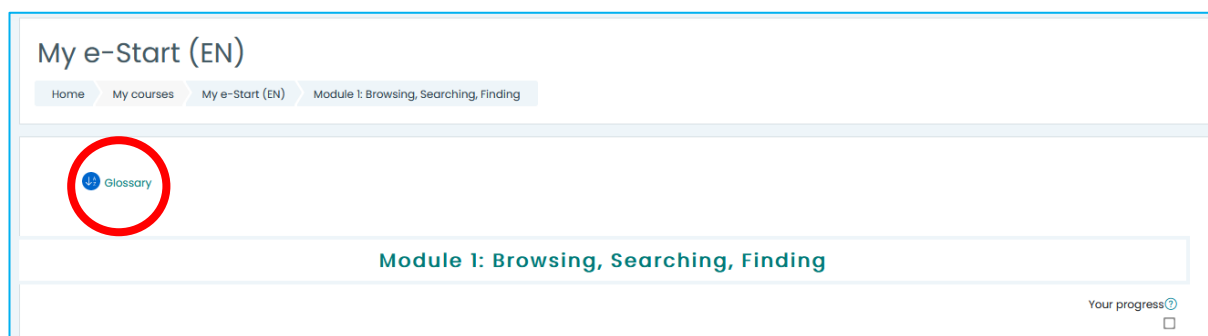 My e-Start (EN)
Home My courses My e-Start (EN) Module 1: Browsing, Searching, Finding
Glossary
Module 1: Browsing, Searching, Finding
Your progress